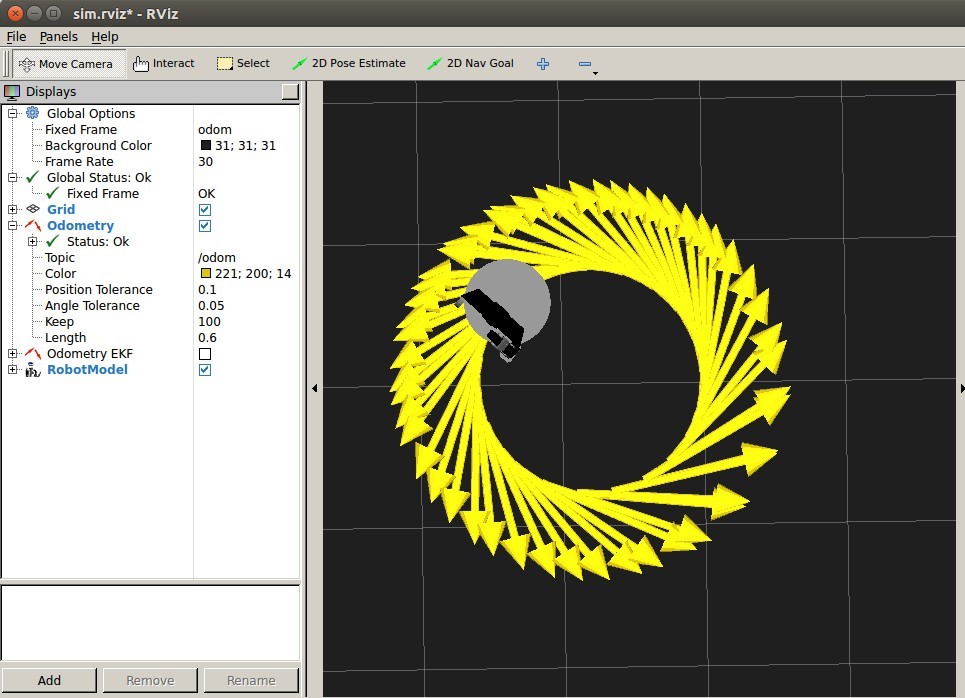 sim.rviz* - RViz
File Panels Help
Move Camera Interact Select 2D Pose Estimate 2D Nav Goal
Displays
Global Options
Fixed Frame odom
Background Color 31; 31; 31
Frame Rate 30
Global Status: Ok
Fixed Frame OK
Grid
Odometry
Status: Ok
Topic /odom
Color 221; 200; 14
Position Tolerance 0.1
Angle Tolerance 0.05
Keep 100
Length 0.6
Odometry EKF
RobotModel
Add Remove Rename